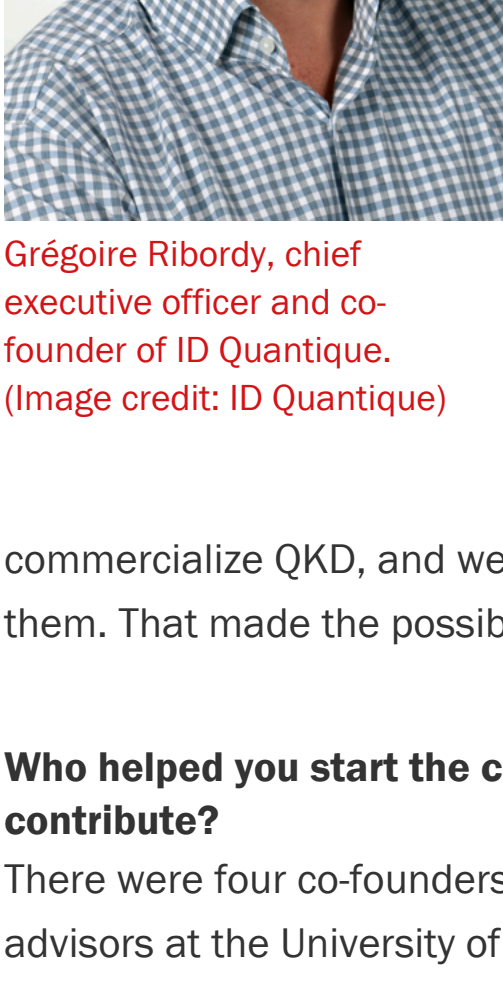 Grégoire Ribordy, chief
executive officer and co-
founder of ID Quantique.
(Image credit: ID Quantique)
commercialize QKD, and we
them. That made the
Who helped you start the
contribute?
There were four co-founders
advisors at the University of